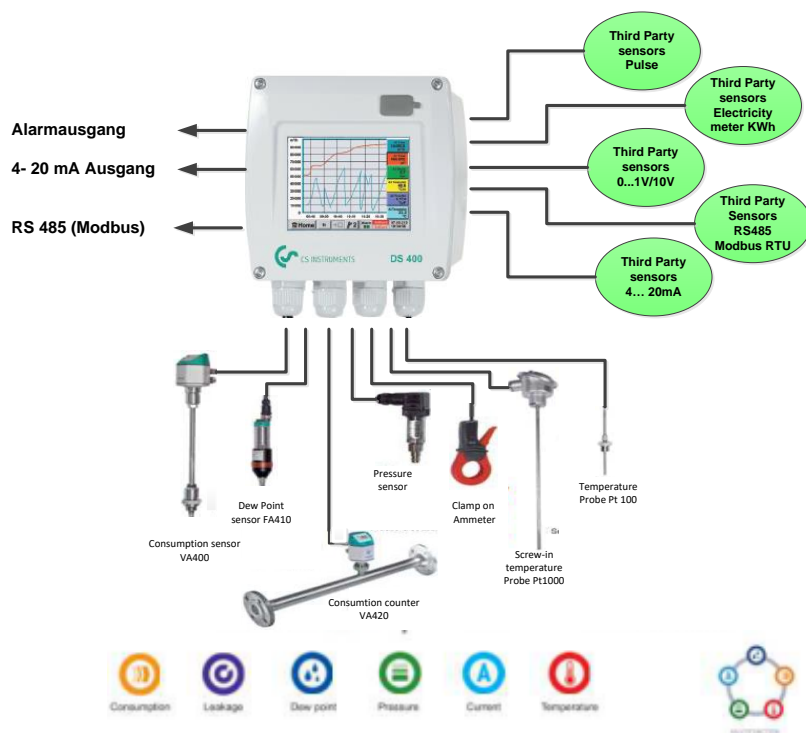 Third Party
sensors
Pulse
Third Party
sensors
Electricity
meter KWh
Alarmausgang
4- 20 mA Ausgang
Third Party
sensors
0...1V/10V
RS 485 (Modbus)
Third Party
Sensors
RS485
Modbus RTU
Home
CS INSTRUMENTS
DS 400
Third Party
sensors
4... 20mA
Pressure
sensor
Clamp on
Ammeter
Temperature
Probe Pt 100
Dew Point
sensor FA410
Consumption sensor
VA400
Screw-in
temperature
Probe Pt1000
Consumtion counter
VA420
Consumption
Leakage
Dew point
Pressure
A
Current
Temperature